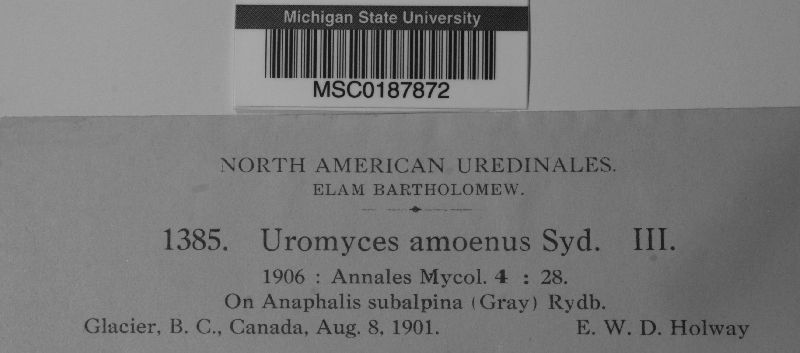 Michigan State University
MSC0187872
NORTH AMERICAN UREDINALES.
ELAM BARTHOLOMEW.
1385. Uromyces amoenus Syd. III.
1906 : Annales Mycol. 4 : 28.
On Anaphalis subalpina (Gray) Rydb.
Glacier, B. C., Canada, Aug. 8, 1901. E. W. D. Holway